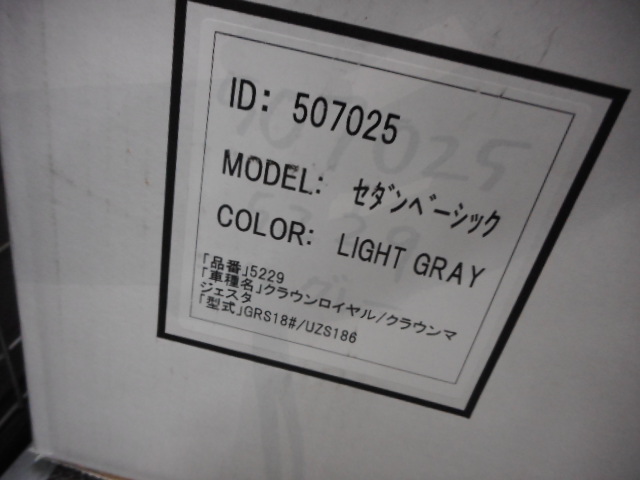 ID: 507025
MODEL: ｾﾀﾞﾝﾍﾞｰｼｯｸ
COLOR: LIGHT GRAY
「品番」5229
「車種名」クラウンロイヤル/クラウンマ
ジェスタ
「型式」GRS18#/UZS186